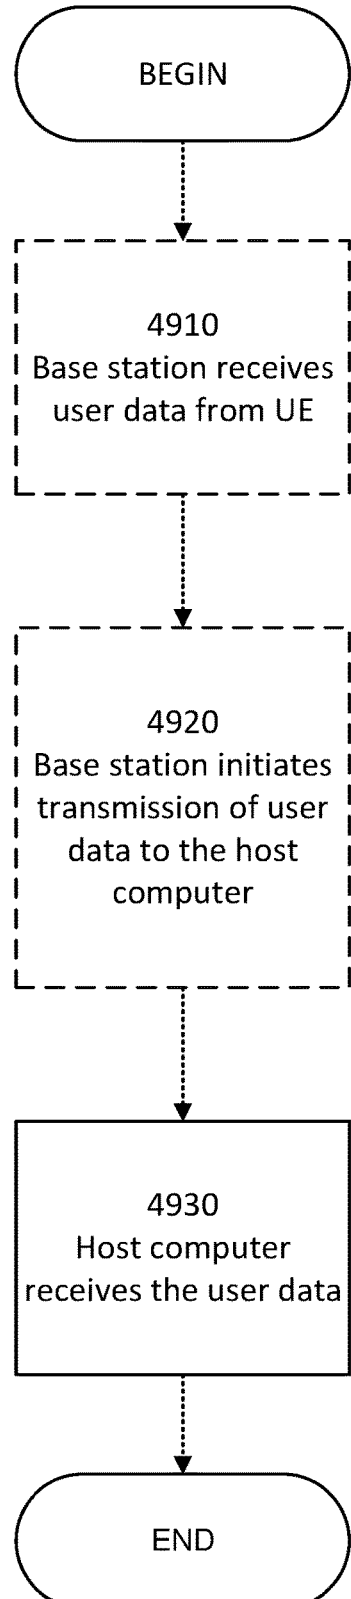 BEGIN
4910
Base station receives
user data from UE
4920
Base station initiates
transmission of user
data to the host
computer
4930
Host computer
receives the user data
END